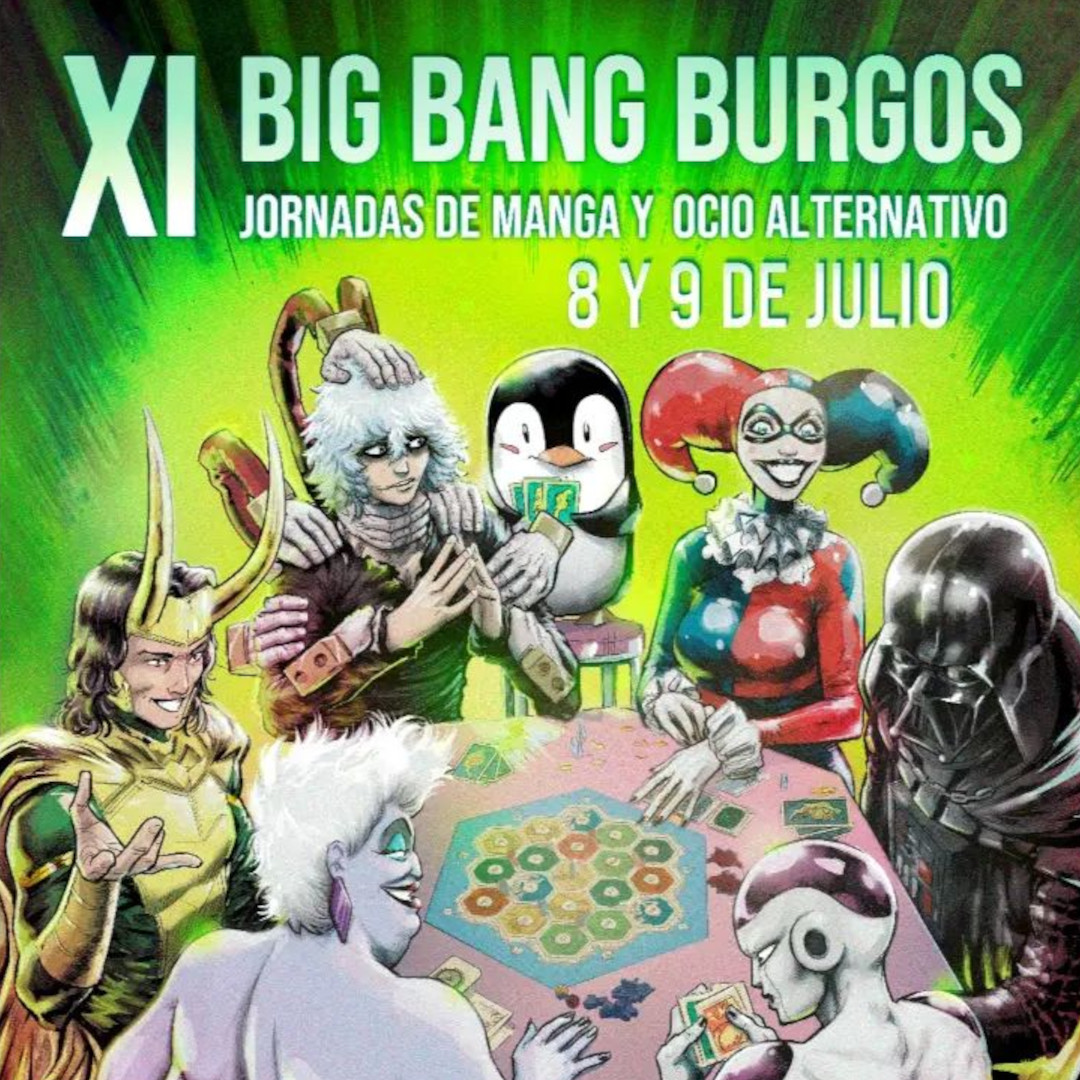 XI BIG BANG BURGOS
JORNADAS DE MANGA Y OCIO ALTERNATIVO
8 Y 9 DE JULIO